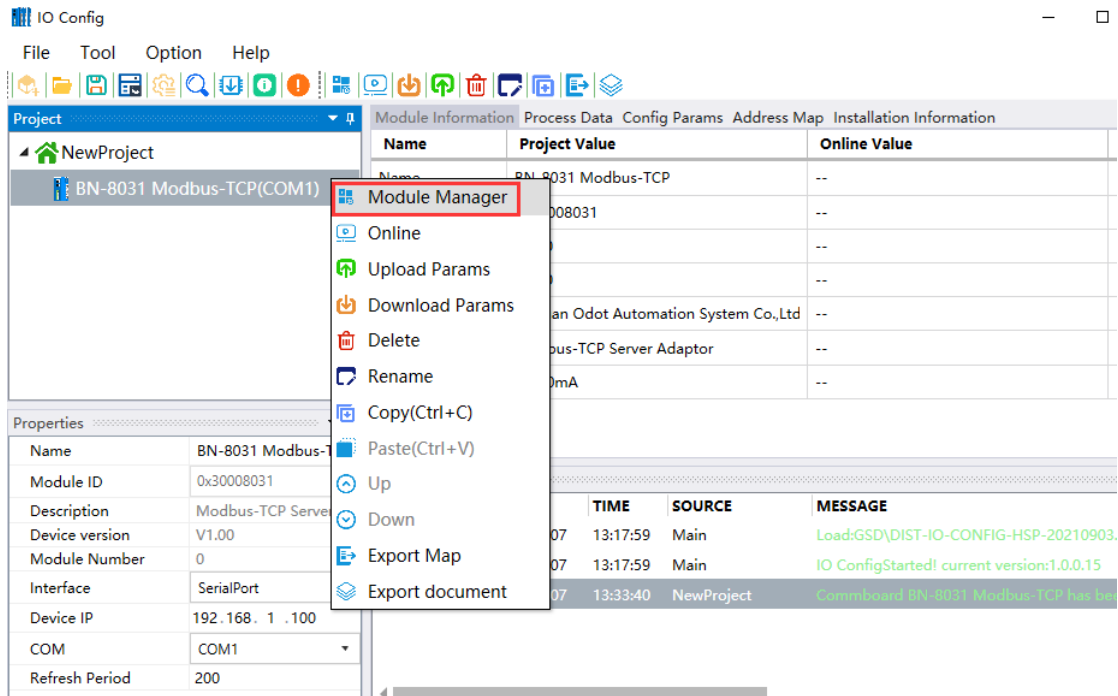 IO Config
File Tool Option Help
Project
NewProject
BN-8031 Modbus-TCP(COM1)
Module Manager
Online
Upload Params
Download Params
Delete
Rename
Copy(Ctrl+C)
Paste(Ctrl+V)
Up
Down
Export Map
Export document
Module Information Process Data Config Params Address Map Installation Information
Name Project Value Online Value
Name BN-8031 Modbus-TCP --
008031 --
--
--
an Odot Automation System Co.,Ltd --
bus-TCP Server Adaptor --
0mA --
Properties
Name BN-8031 Modbus-T
Module ID 0x30008031
Description Modbus-TCP Server
Device version V1.00
Module Number 0
Interface SerialPort
Device IP 192.168. 1 .100
COM COM1
Refresh Period 200
TIME SOURCE MESSAGE
07 13:17:59 Main Load:GSD\DIST-IO-CONFIG-HSP-20210903.
07 13:17:59 Main IO ConfigStarted! current version:1.0.0.15
07 13:33:40 NewProject Commboard BN-8031 Modbus-TCP has bee